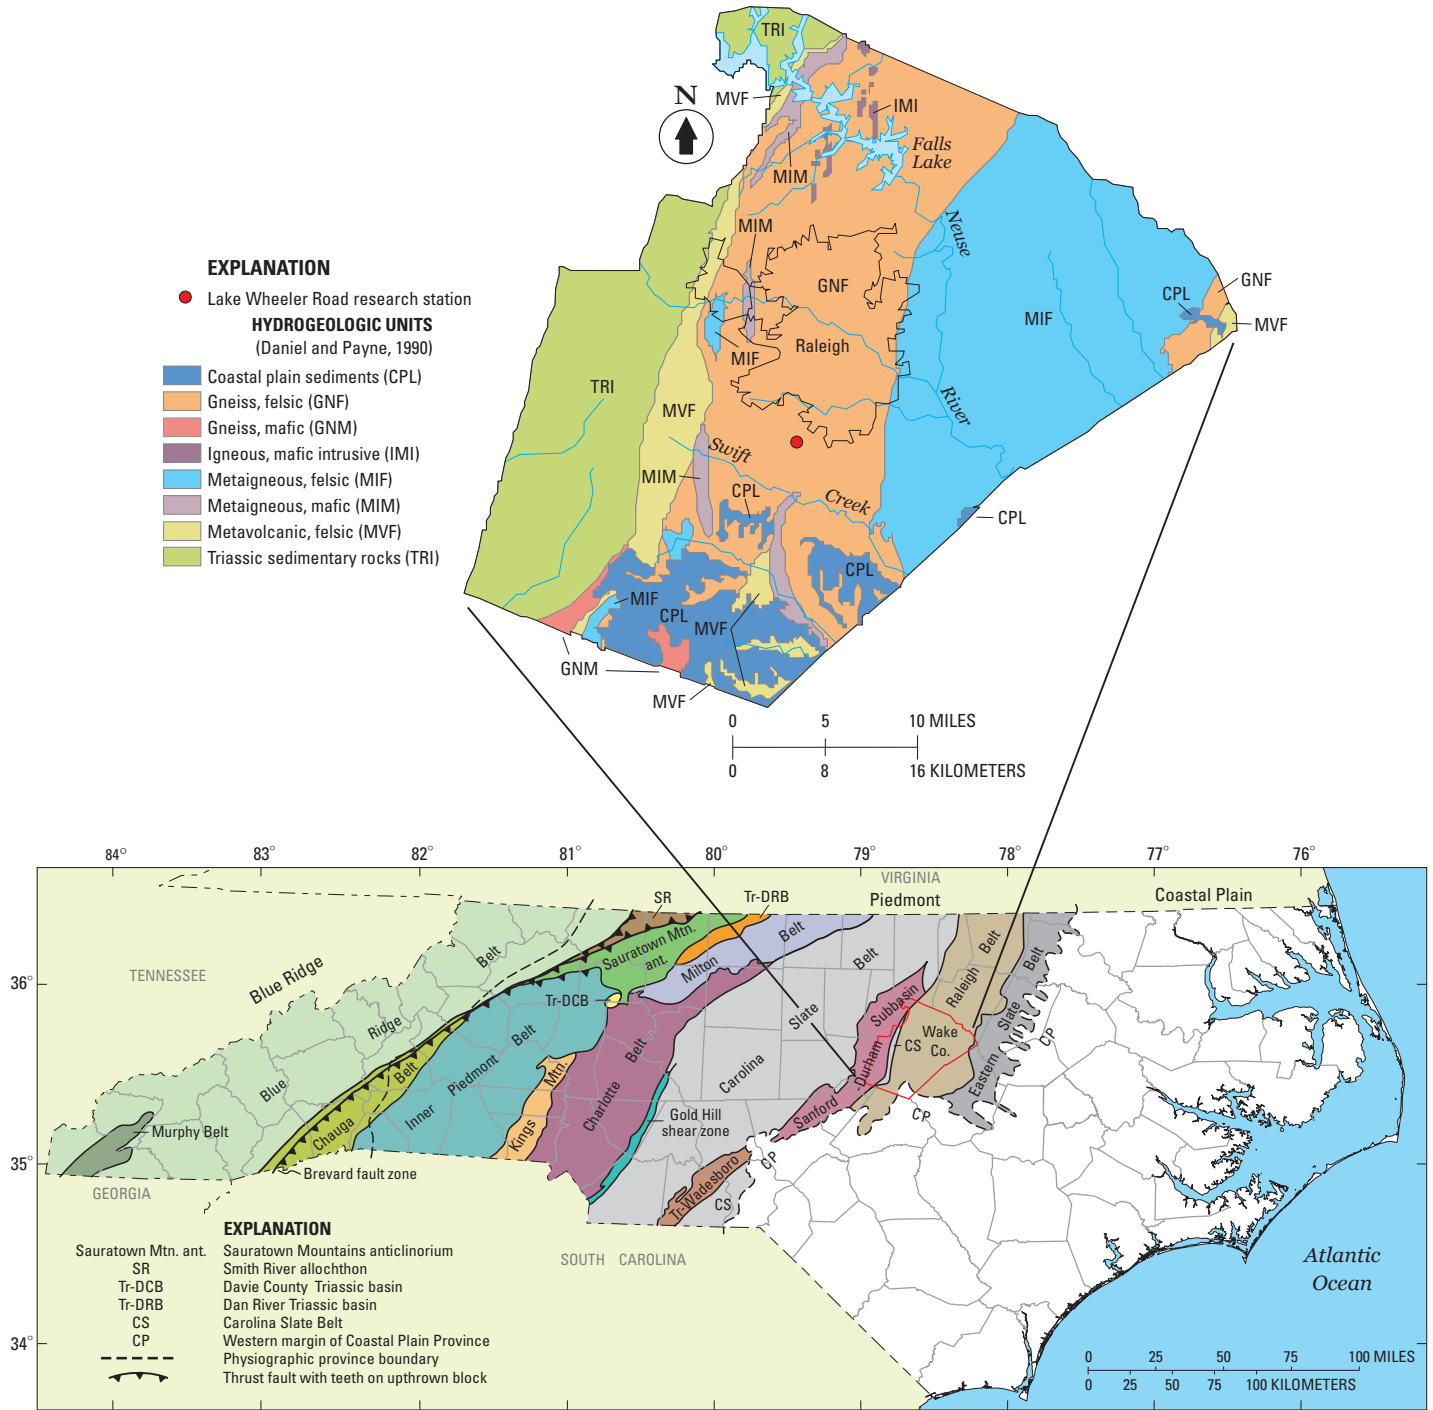 TRI
N
MVF
IMI
Falls
Lake
MIM
MIM
Neuse
GNF
GNF
CPL
MIF
MVF
Raleigh
MIF
TRI
MVF
River
Swift
MIM
CPL
Creek
CPL
CPL
MIF
CPL
MVF
GNM
MVF
EXPLANATION
Lake Wheeler Road research station
HYDROGEOLOGIC UNITS
(Daniel and Payne, 1990)
Coastal plain sediments (CPL)
Gneiss, felsic (GNF)
Gneiss, mafic (GNM)
Igneous, mafic intrusive (IMI)
Metaigneous, felsic (MIF)
Metaigneous, mafic (MIM)
Metavolcanic, felsic (MVF)
Triassic sedimentary rocks (TRI)
0 5 10 MILES
0 8 16 KILOMETERS
84° 83° 82° 81° 80° 79° 78° 77° 76°
VIRGINIA
SR
Tr-DRB
Piedmont
Coastal Plain
TENNESSEE
Blue Ridge
Belt
Sauratown Mtn.
ant.
Milton
Belt
Belt
Raleigh
Belt
Belt
36°
Tr-DCB
Ridge
Slate
Subbasin
Slate
Blue
Belt
Belt
Durham
CS
Wake
Co.
CP
Inner
Piedmont
Mtn.
Belt
Carolina
Eastern
Chauga
Kings
Charlotte
Gold Hill
shear zone
Sanford
CP
Murphy Belt
35°
Brevard fault zone
CP
Tr-Wadesboro
CS
GEORGIA
SOUTH CAROLINA
Atlantic
Ocean
34°
EXPLANATION
Sauratown Mtn. ant. Sauratown Mountains anticlinorium
SR Smith River allochthon
Tr-DCB Davie County Triassic basin
Tr-DRB Dan River Triassic basin
CS Carolina Slate Belt
CP Western margin of Coastal Plain Province
Physiographic province boundary
Thrust fault with teeth on upthrown block
0 25 50 75 100 MILES
0 25 50 75 100 KILOMETERS